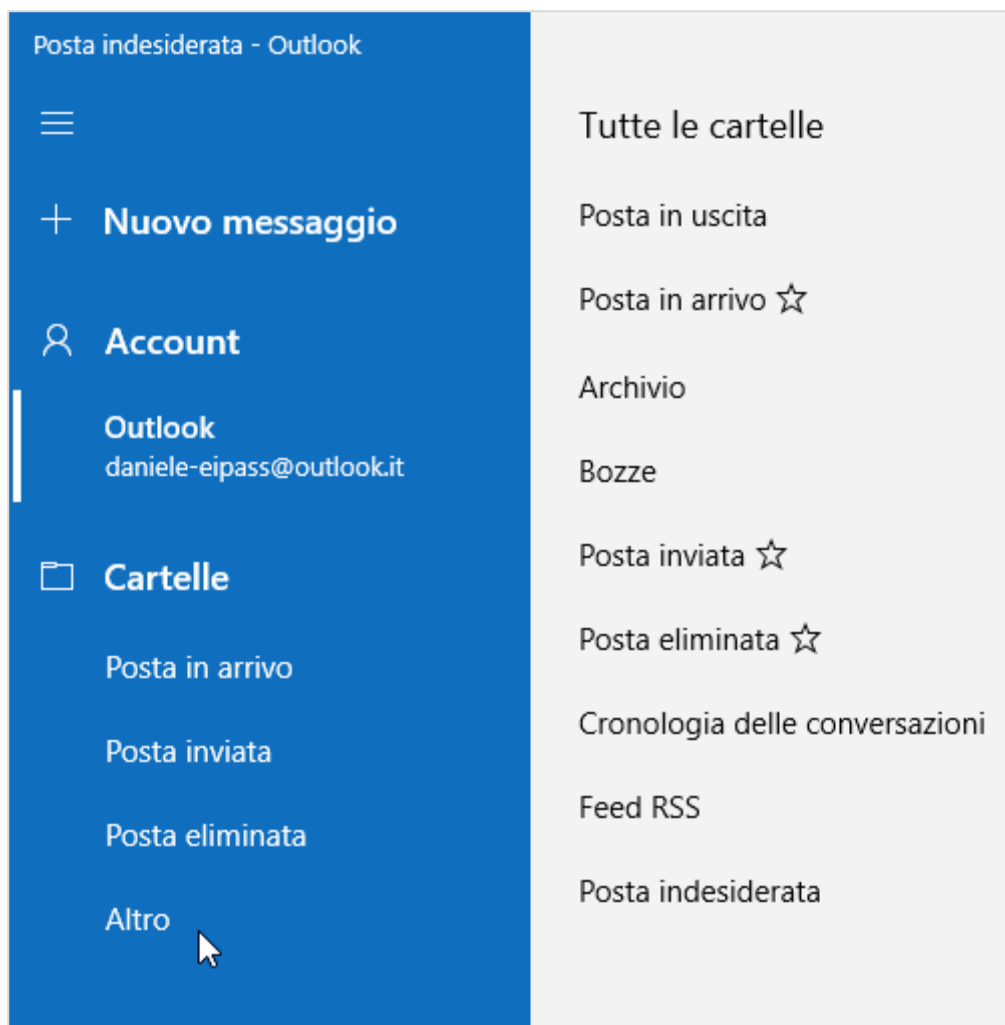 Posta indesiderata - Outlook
Nuovo messaggio
Account
Outlook
daniele-eipass@outlook.it
Cartelle
Posta in arrivo
Posta inviata
Posta eliminata
Altro
Tutte le cartelle
Posta in uscita
Posta in arrivo
Archivio
Bozze
Posta inviata
Posta eliminata
Cronologia delle conversazioni
Feed RSS
Posta indesiderata